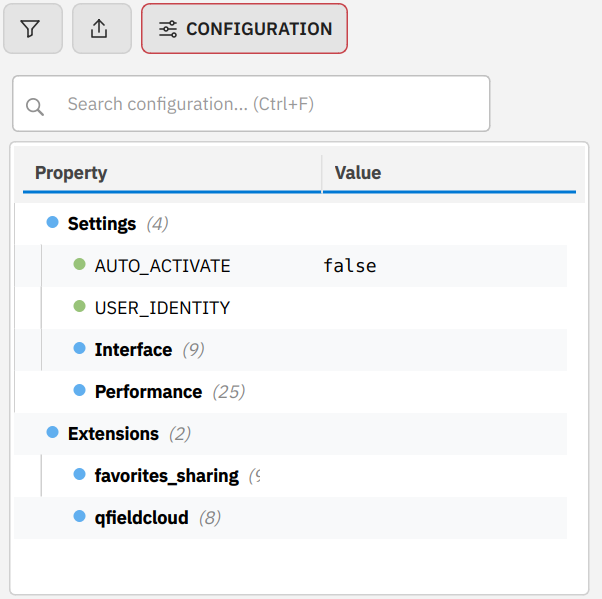 CONFIGURATION
Search configuration... (Ctrl+F)
Property Value
Settings (4)
AUTO_ACTIVATE false
USER_IDENTITY
Interface (9)
Performance (25)
Extensions (2)
favorites_sharing
qfieldcloud (8)